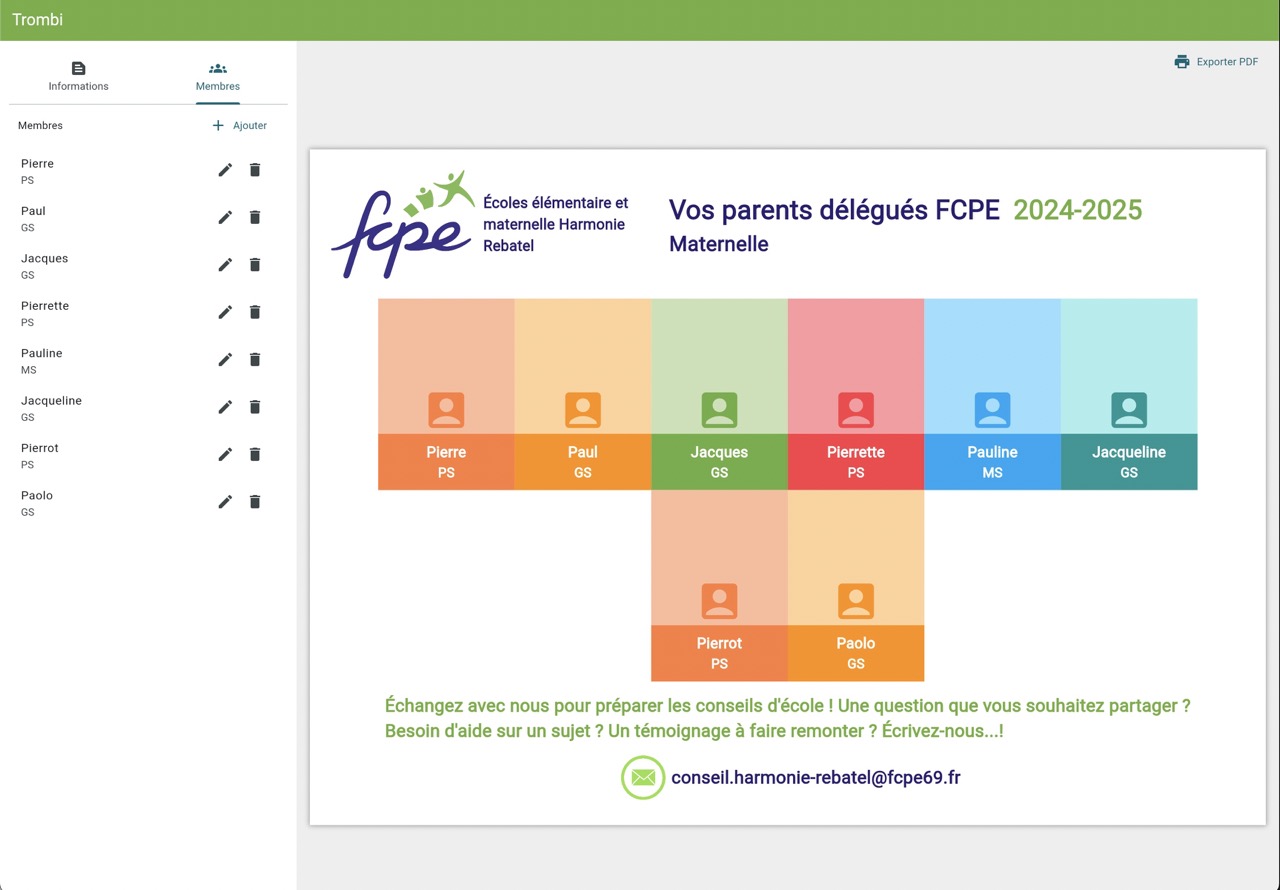 Trombi
Informations
Membres
Exporter PDF
Membres
Ajouter
Pierre
PS
Paul
GS
Jacques
GS
Pierrette
PS
Pauline
MS
Jacqueline
GS
Pierrot
PS
Paolo
GS
fcpe
Écoles élémentaire et
maternelle Harmonie
Rebatel
Vos parents délégués FCPE 2024-2025
Maternelle
Pierre
PS
Paul
GS
Jacques
GS
Pierrette
PS
Pauline
MS
Jacqueline
GS
Pierrot
PS
Paolo
GS
Échangez avec nous pour préparer les conseils d'école ! Une question que vous souhaitez partager ?
Besoin d'aide sur un sujet ? Un témoignage à faire remonter ? Écrivez-nous...!
conseil.harmonie-rebatel@fcpe69.fr